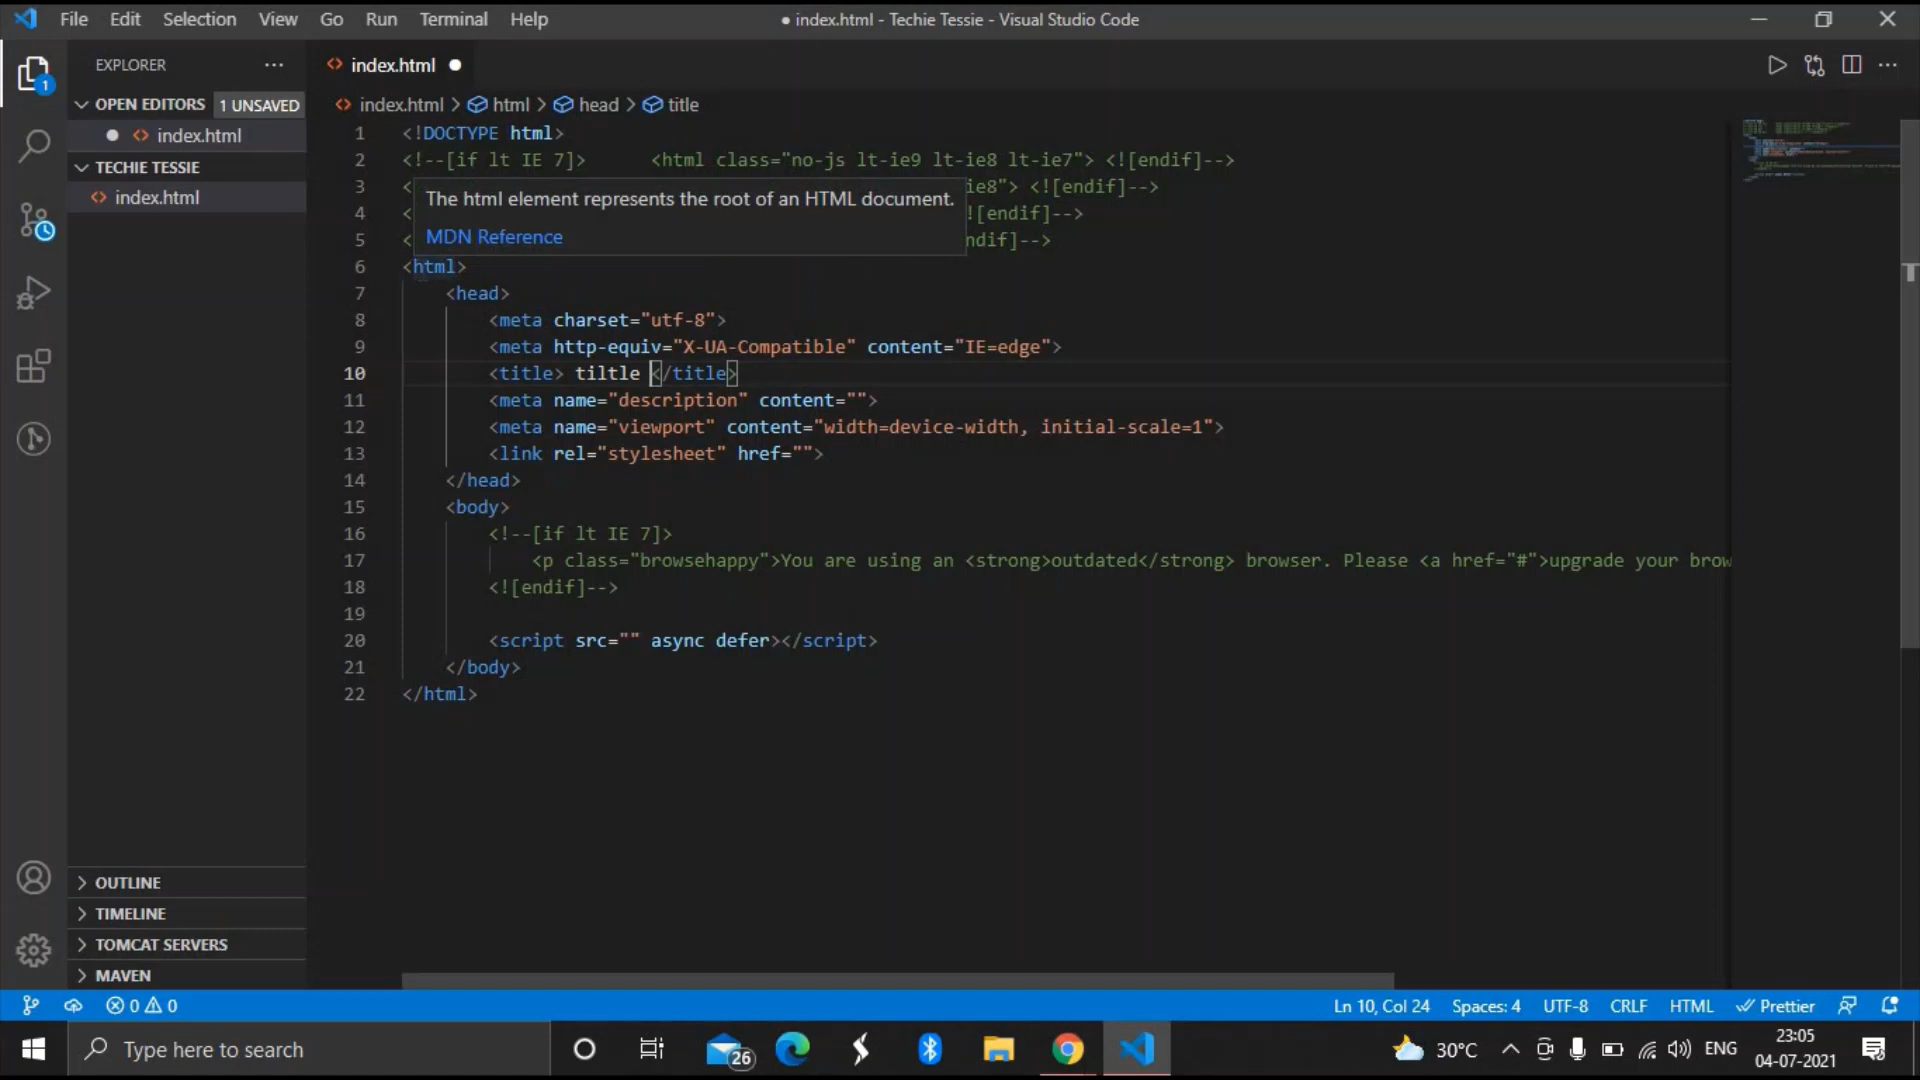 File Edit Selection View Go Run Terminal Help
● index.html - Techie Tessie - Visual Studio Code
EXPLORER
index.html
OPEN EDITORS 1 UNSAVED
index.html
TECHIE TESSIE
index.html
1
index.html > html > head > title
1 <!DOCTYPE html>
2 <!--[if lt IE 7]>      <html class="no-js lt-ie9 lt-ie8 lt-ie7"> <![endif]-->
3 < ie8"> <![endif]-->
4 < ![endif]-->
5 < ndif]-->
The html element represents the root of an HTML document.
MDN Reference
6 <html>
7     <head>
8         <meta charset="utf-8">
9         <meta http-equiv="X-UA-Compatible" content="IE=edge">
10         <title> tiltle </title>
11         <meta name="description" content="">
12         <meta name="viewport" content="width=device-width, initial-scale=1">
13         <link rel="stylesheet" href="">
14     </head>
15     <body>
16         <!--[if lt IE 7]>
17             <p class="browsehappy">You are using an <strong>outdated</strong> browser. Please <a href="#">upgrade your brow
18         <![endif]-->
19
20         <script src="" async defer></script>
21     </body>
22 </html>
OUTLINE
TIMELINE
TOMCAT SERVERS
MAVEN
0 0
Ln 10, Col 24 Spaces: 4 UTF-8 CRLF HTML Prettier
Type here to search
26
30°C
ENG
23:05
04-07-2021